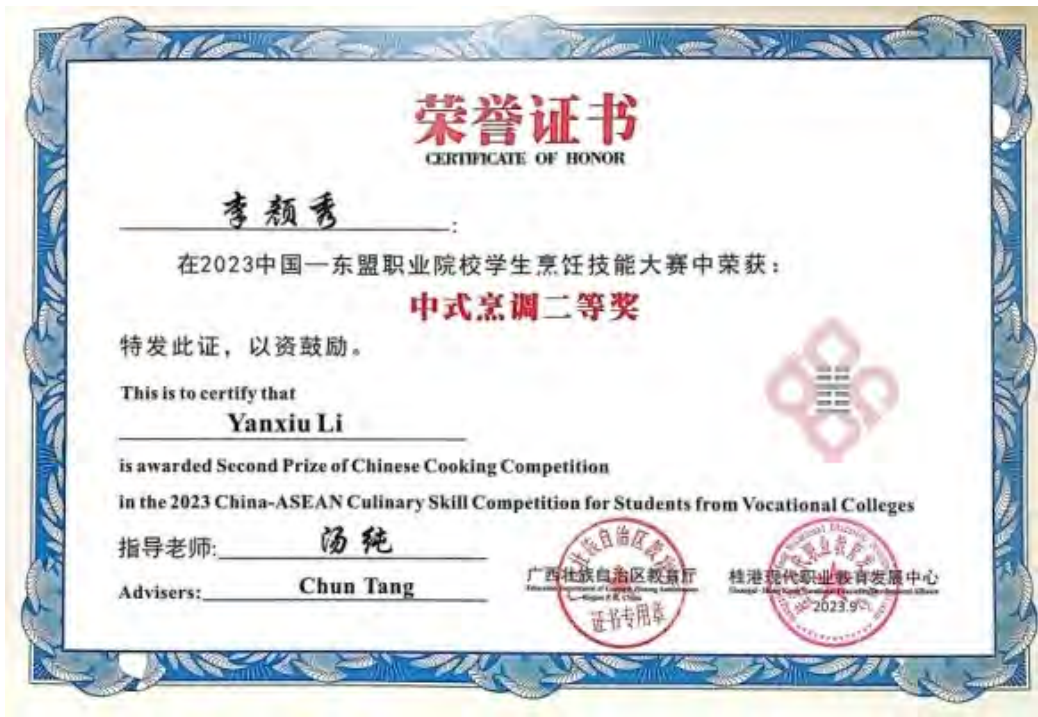 荣誉证书
CERTIFICATE OF HONOR
李颜秀:
在2023中国—东盟职业院校学生烹饪技能大赛中荣获：
中式烹调二等奖
特发此证，以资鼓励。
This is to certify that
Yanxiu Li
is awarded Second Prize of Chinese Cooking Competition
in the 2023 China-ASEAN Culinary Skill Competition for Students from Vocational Colleges
指导老师: 汤纯
Advisers: Chun Tang
广西壮族自治区教育厅
证书专用章
桂港现代职业教育发展中心
2023.9